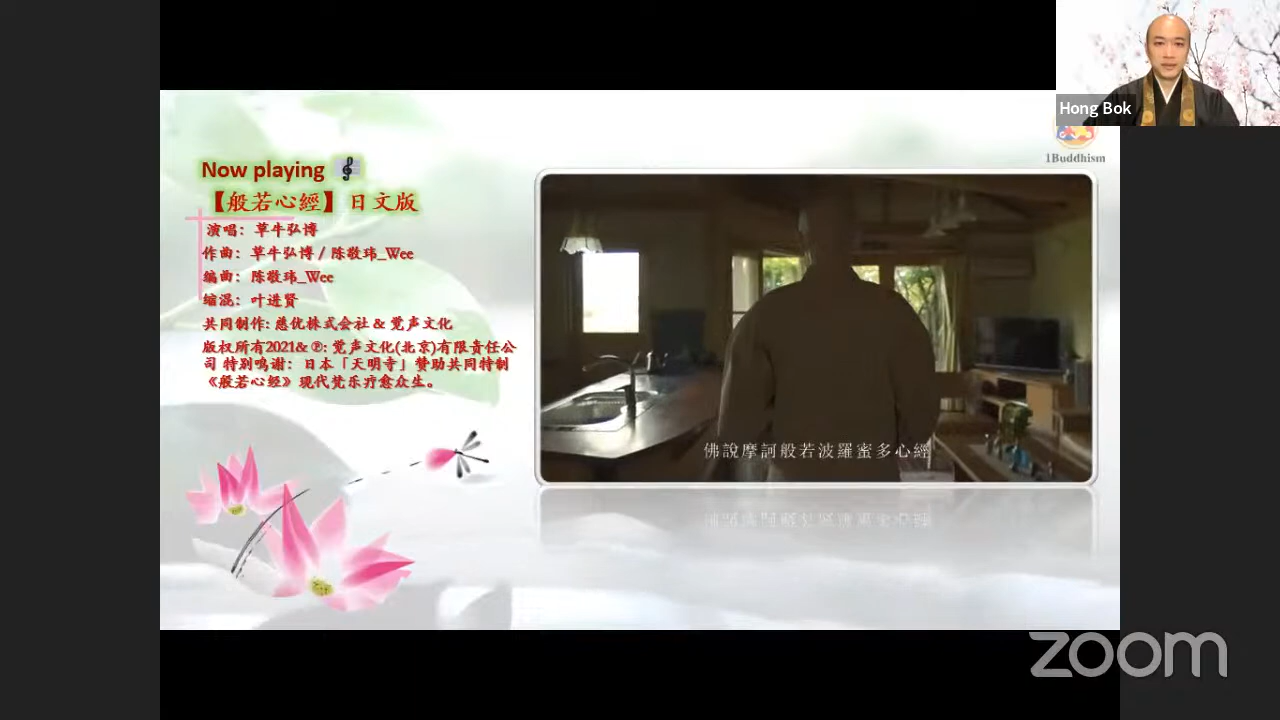 Hong Bok
1Buddhism
Now playing
【般若心經】日文版
演唱：草牛弘博
作曲：草牛弘博 / 陈敬玮_Wee
编曲：陈敬玮_Wee
缩混：叶进贤
共同制作: 慈优株式会社 & 觉声文化
版权所有2021& ℗: 觉声文化(北京)有限责任公
司 特别鸣谢：日本「天明寺」赞助共同特制
《般若心经》现代梵乐疗愈众生。
佛說摩訶般若波羅蜜多心經
zoom